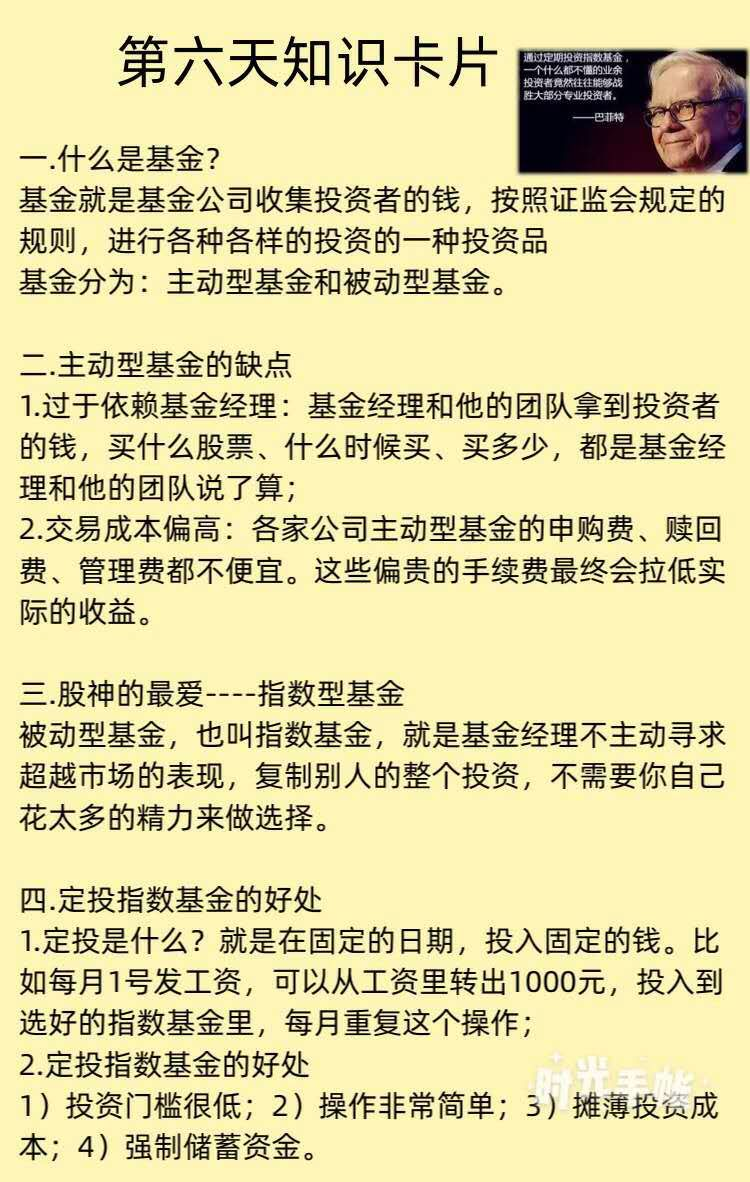 第六天知识卡片
通过定期投资指数基金，
一个什么都不懂的业余
投资者竟然往往能够战
胜大部分专业投资者。
——巴菲特
一.什么是基金？
基金就是基金公司收集投资者的钱，按照证监会规定的
规则，进行各种各样的投资的一种投资品
基金分为：主动型基金和被动型基金。
二.主动型基金的缺点
1.过于依赖基金经理：基金经理和他的团队拿到投资者
的钱，买什么股票、什么时候买、买多少，都是基金经
理和他的团队说了算；
2.交易成本偏高：各家公司主动型基金的申购费、赎回
费、管理费都不便宜。这些偏贵的手续费最终会拉低实
际的收益。
三.股神的最爱----指数型基金
被动型基金，也叫指数基金，就是基金经理不主动寻求
超越市场的表现，复制别人的整个投资，不需要你自己
花太多的精力来做选择。
四.定投指数基金的好处
1.定投是什么？就是在固定的日期，投入固定的钱。比
如每月1号发工资，可以从工资里转出1000元，投入到
选好的指数基金里，每月重复这个操作；
2.定投指数基金的好处
1）投资门槛很低；2）操作非常简单；3）摊薄投资成
本；4）强制储蓄资金。
时光手帐